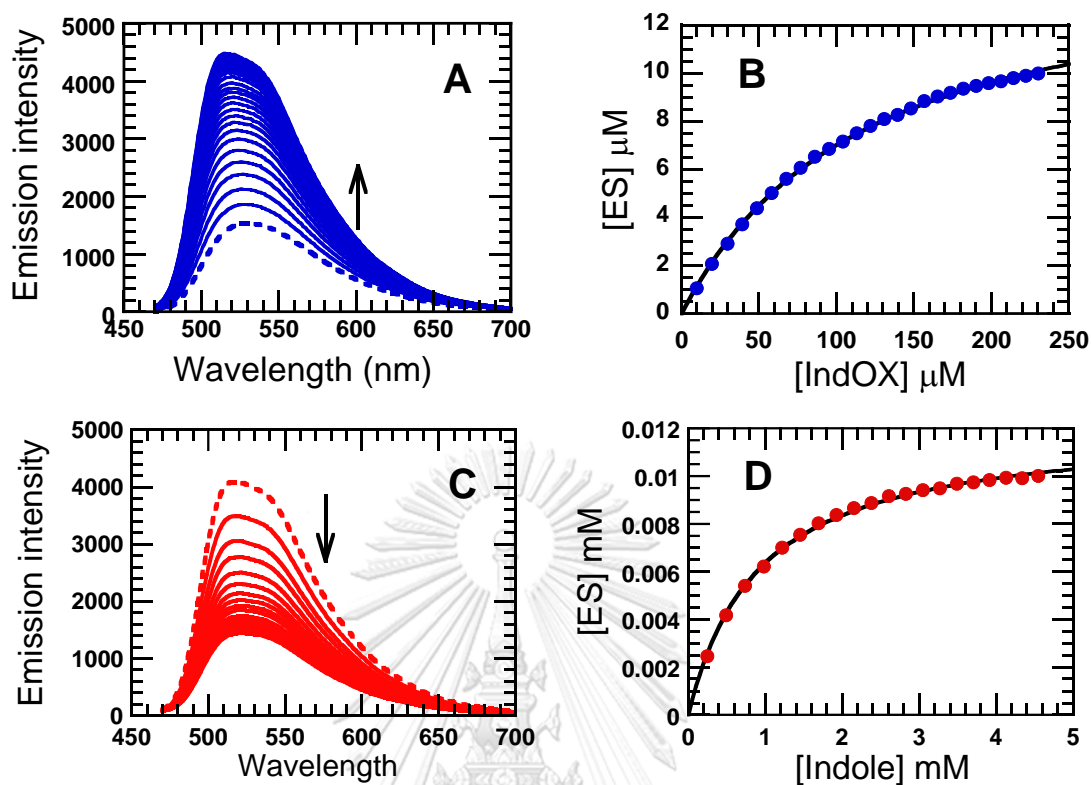 5000
4000
3000
2000
1000
0
450 500 550 600 650 700
Emission intensity
Wavelength (nm)
A
12
10
8
6
4
2
0
0 50 100 150 200 250
[ES] μM
[IndOX] μM
B
5000
4000
3000
2000
1000
0
450 500 550 600 650 700
Emission intensity
Wavelength
C
0.012
0.01
0.008
0.006
0.004
0.002
0
0 1 2 3 4 5
[ES] mM
[Indole] mM
D